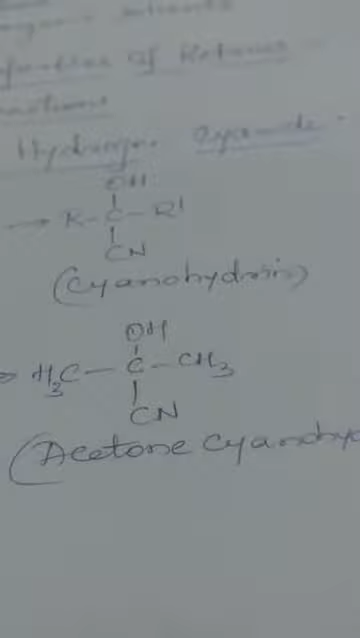 of Ketones
Hydrogen Cyanide.
OH
→ R-C-R'
CN
(Cyanohydrin)
OH
→ H3C-C-CH3
CN
(Acetone Cyanohy